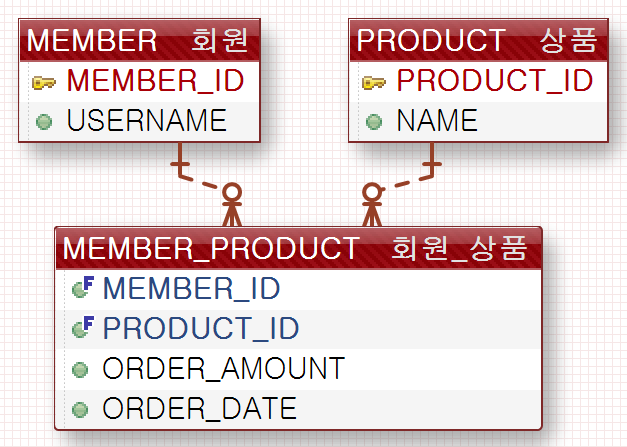 MEMBER 회원
MEMBER_ID
USERNAME
PRODUCT 상품
PRODUCT_ID
NAME
MEMBER_PRODUCT 회원_상품
F MEMBER_ID
F PRODUCT_ID
ORDER_AMOUNT
ORDER_DATE